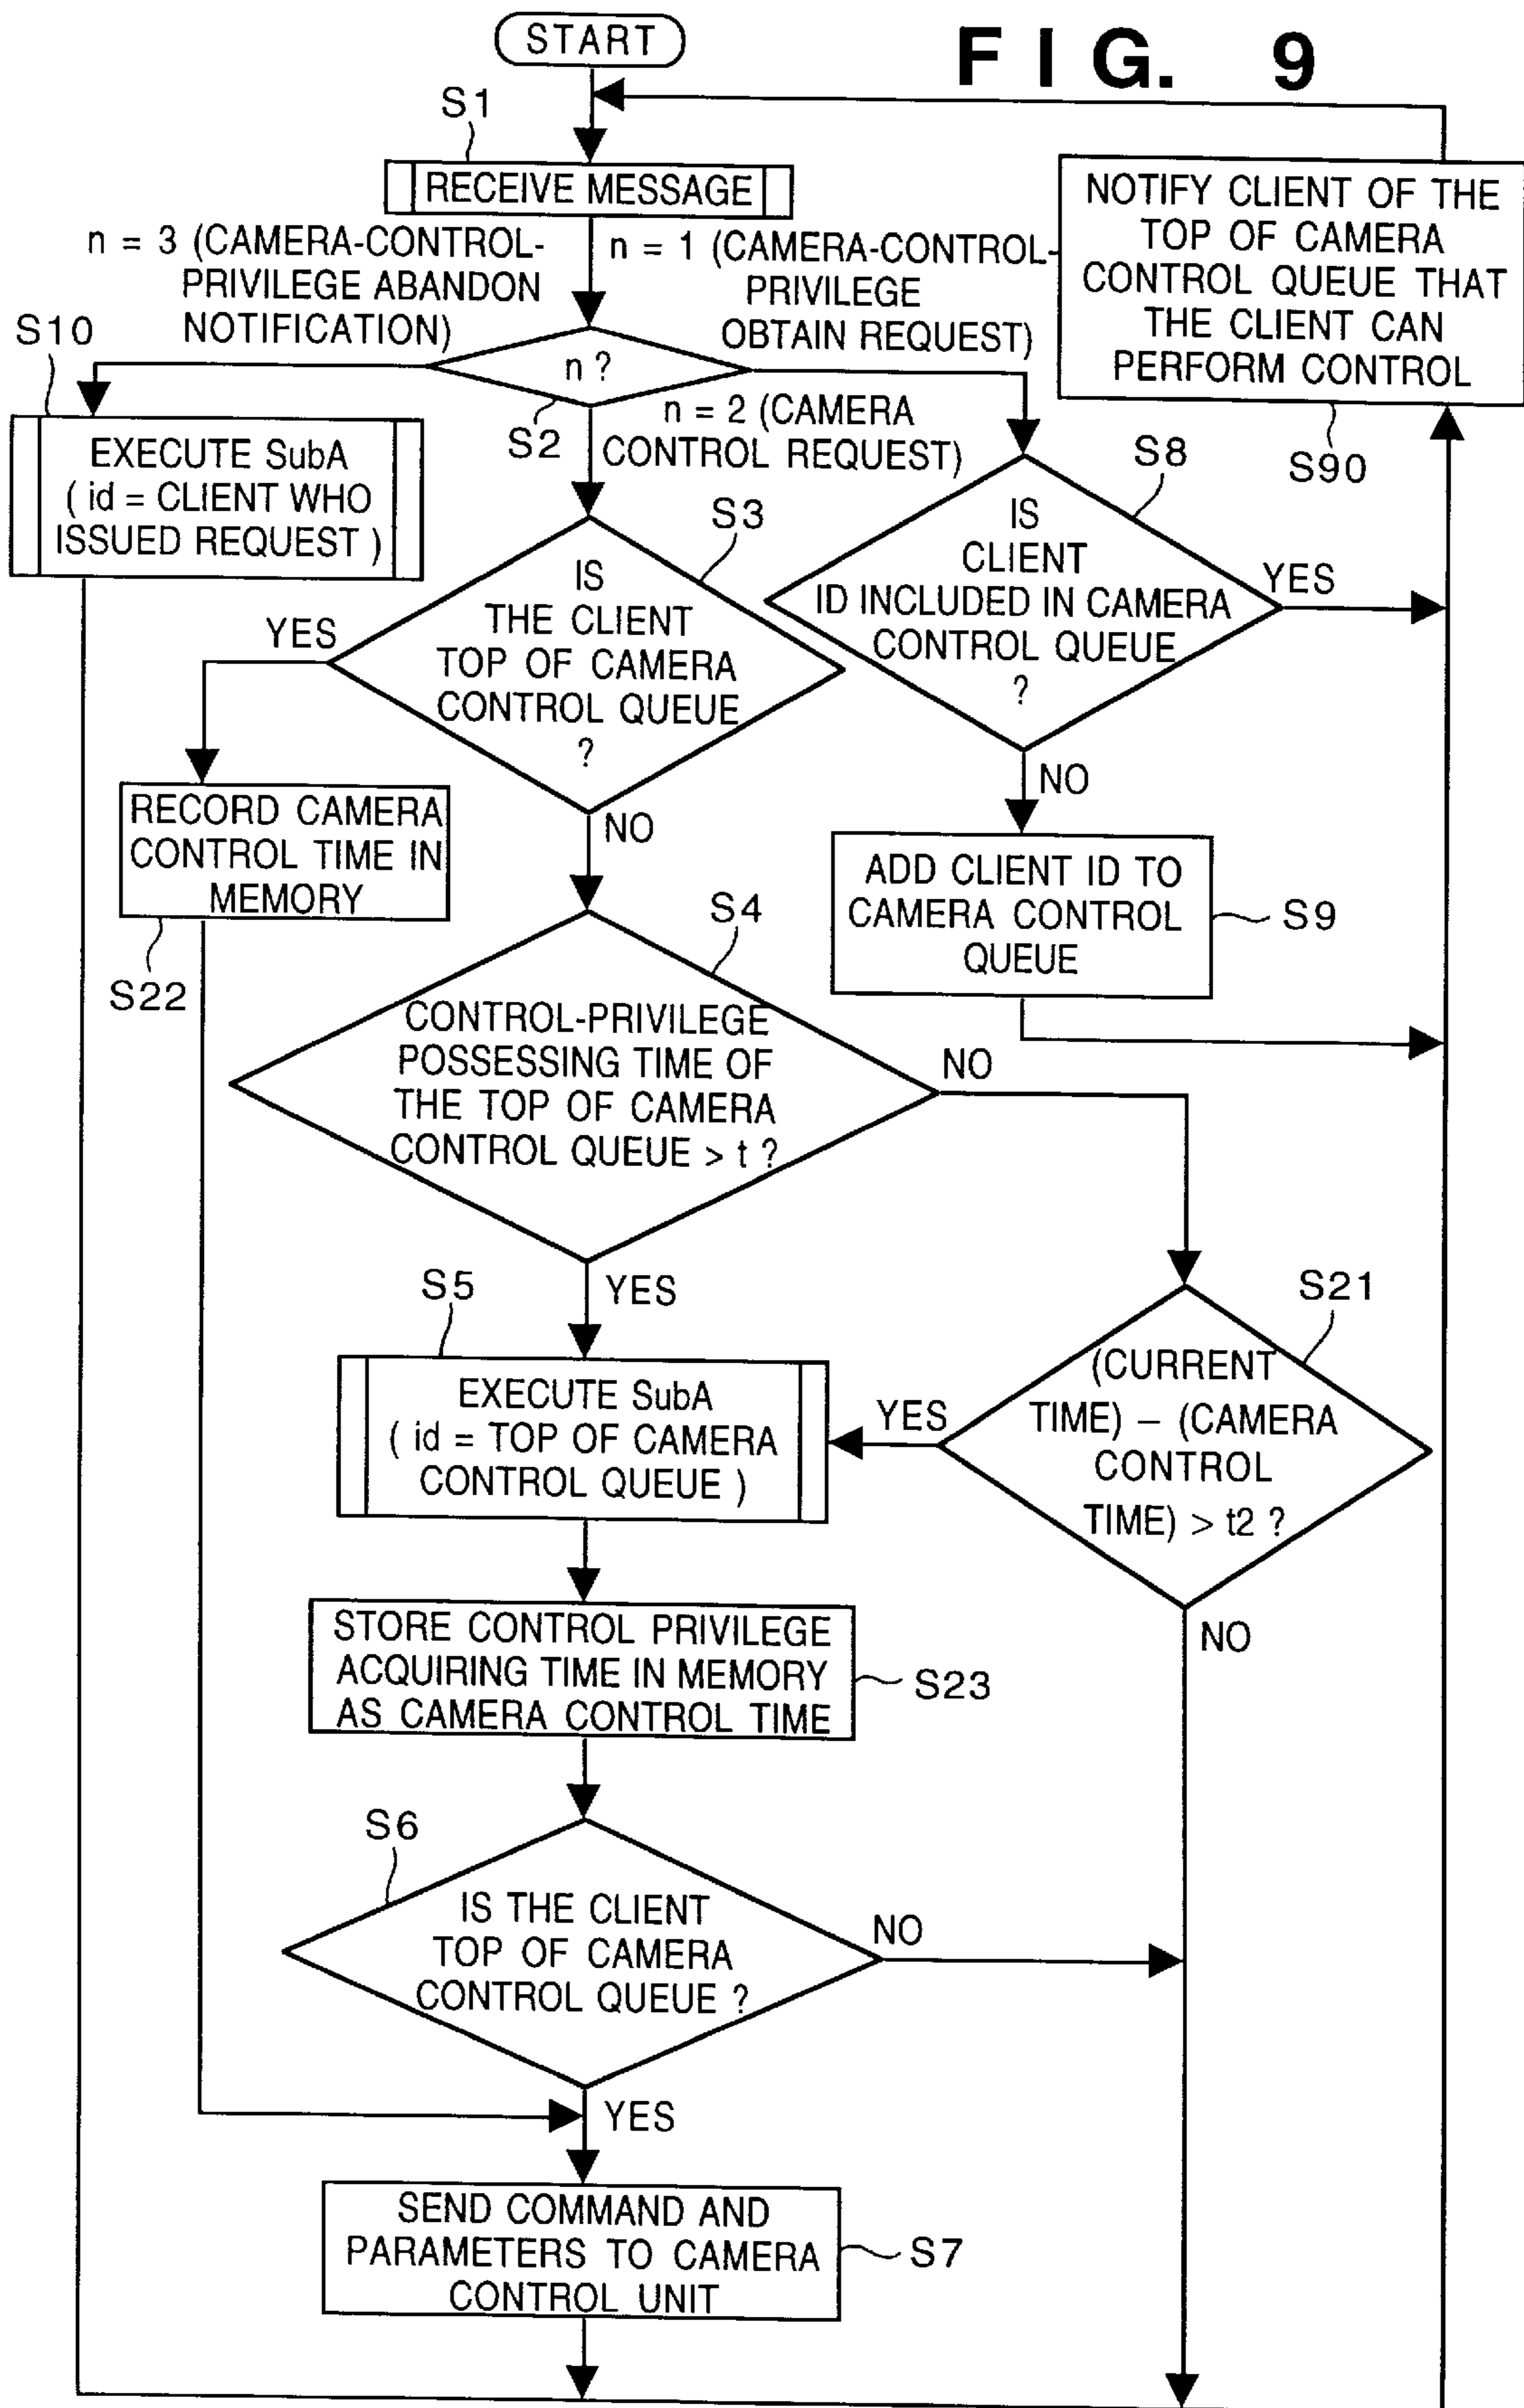 START
FIG. 9
S1
RECEIVE MESSAGE
NOTIFY CLIENT OF THE
TOP OF CAMERA
CONTROL QUEUE THAT
THE CLIENT CAN
PERFORM CONTROL
S90
n = 3 (CAMERA-CONTROL-
PRIVILEGE ABANDON
NOTIFICATION)
n = 1 (CAMERA-CONTROL-
PRIVILEGE
OBTAIN REQUEST)
S10
n ?
S2
n = 2 (CAMERA
CONTROL REQUEST)
EXECUTE SubA
( id = CLIENT WHO
ISSUED REQUEST )
S8
IS
CLIENT
ID INCLUDED IN CAMERA
CONTROL QUEUE
?
YES
NO
S3
IS
THE CLIENT
TOP OF CAMERA
CONTROL QUEUE
?
YES
NO
RECORD CAMERA
CONTROL TIME IN
MEMORY
S22
ADD CLIENT ID TO
CAMERA CONTROL
QUEUE
S9
S4
CONTROL-PRIVILEGE
POSSESSING TIME OF
THE TOP OF CAMERA
CONTROL QUEUE > t ?
NO
YES
S21
(CURRENT
TIME) – (CAMERA
CONTROL
TIME) > t2 ?
YES
NO
S5
EXECUTE SubA
( id = TOP OF CAMERA
CONTROL QUEUE )
STORE CONTROL PRIVILEGE
ACQUIRING TIME IN MEMORY
AS CAMERA CONTROL TIME
S23
S6
IS THE CLIENT
TOP OF CAMERA
CONTROL QUEUE ?
NO
YES
SEND COMMAND AND
PARAMETERS TO CAMERA
CONTROL UNIT
S7